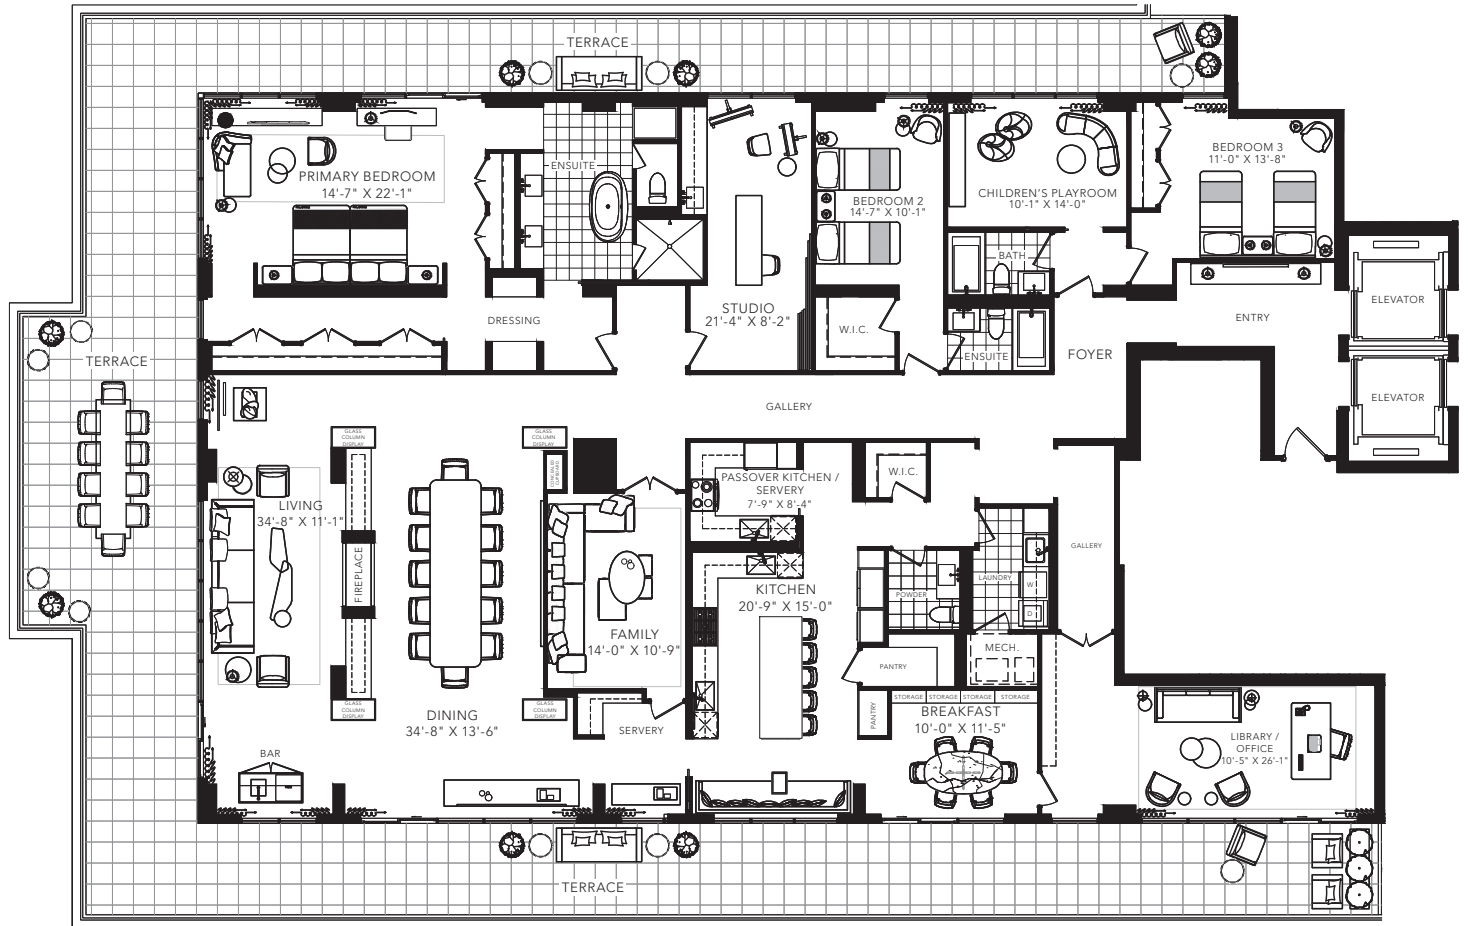 TERRACE
ENSUITE
PRIMARY BEDROOM
14'-7" X 22'-1"
BEDROOM 2
14'-7" X 10'-1"
CHILDREN'S PLAYROOM
10'-1" X 14'-0"
BEDROOM 3
11'-0" X 13'-8"
BATH
STUDIO
21'-4" X 8'-2"
DRESSING
W.I.C.
ENSUITE
FOYER
ENTRY
ELEVATOR
ELEVATOR
TERRACE
GALLERY
GLASS
COLUMN
DISPLAY
GLASS
COLUMN
DISPLAY
LIVING
34'-8" X 11'-1"
FIREPLACE
PASSOVER KITCHEN /
SERVERY
7'-9" X 8'-4"
W.I.C.
GALLERY
KITCHEN
20'-9" X 15'-0"
POWDER
LAUNDRY
W
D
FAMILY
14'-0" X 10'-9"
MECH.
PANTRY
STORAGE
STORAGE
STORAGE
STORAGE
GLASS
COLUMN
DISPLAY
GLASS
COLUMN
DISPLAY
DINING
34'-8" X 13'-6"
SERVERY
PANTRY
BREAKFAST
10'-0" X 11'-5"
LIBRARY /
OFFICE
10'-5" X 26'-1"
BAR
TERRACE